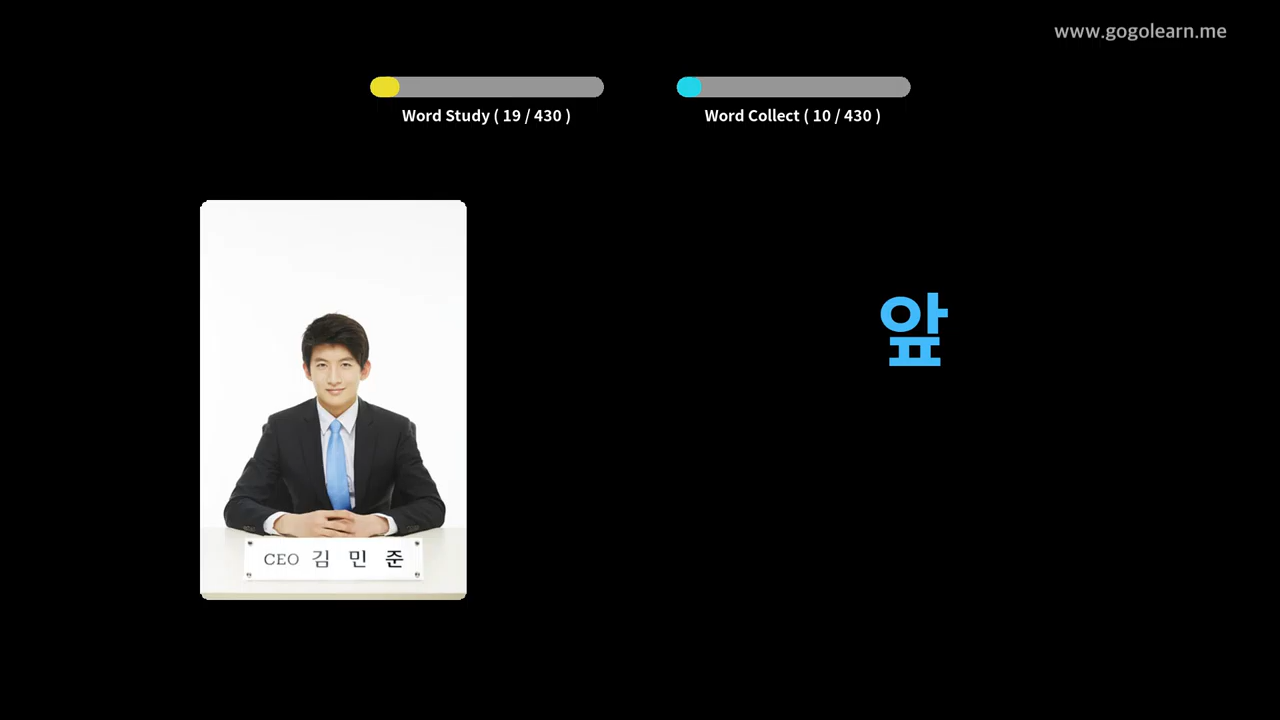 www.gogolearn.me
Word Study ( 19 / 430 )
Word Collect ( 10 / 430 )
앞
CEO 김 민 준